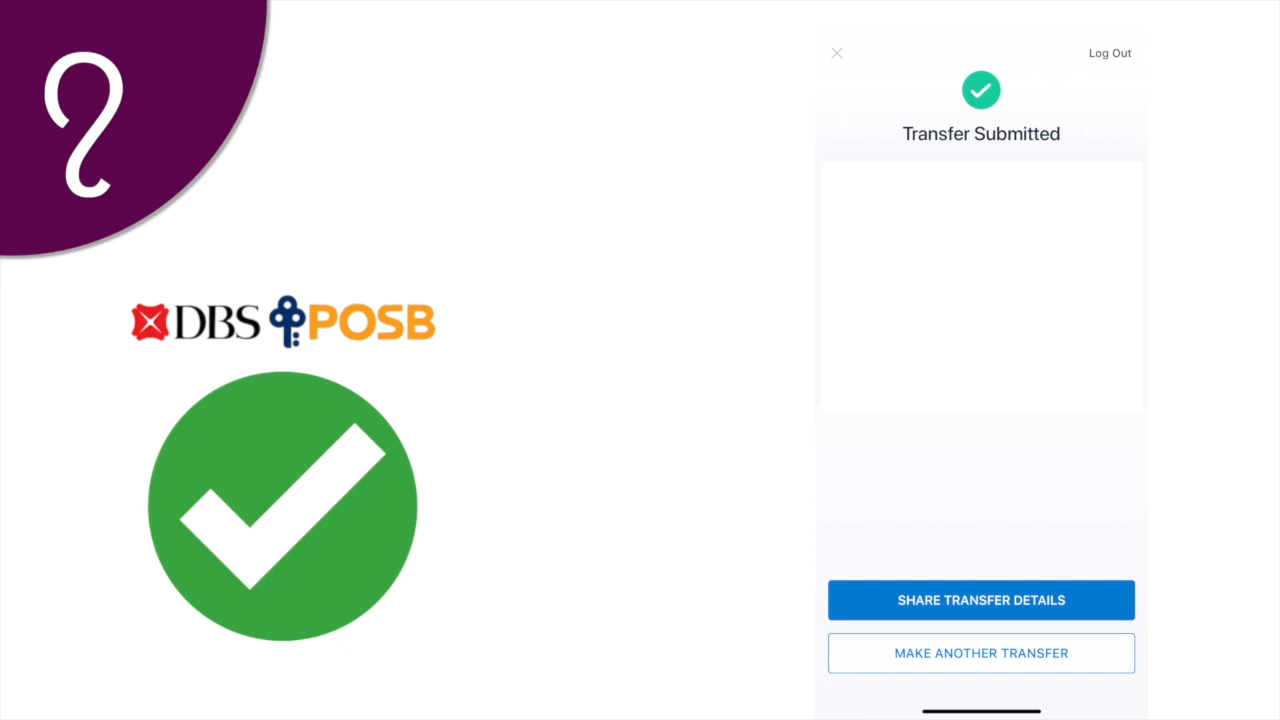 Log Out
Transfer Submitted
DBS POSB
SHARE TRANSFER DETAILS
MAKE ANOTHER TRANSFER